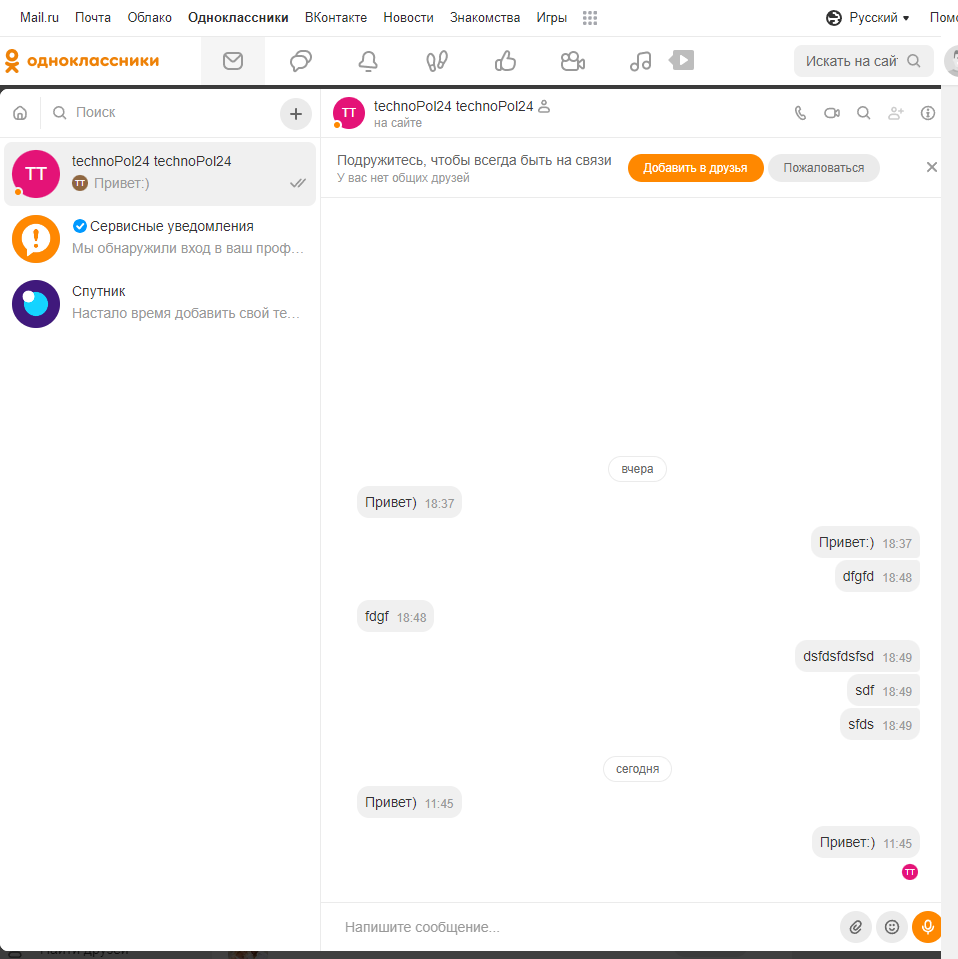 Mail.ru Почта Облако Одноклассники ВКонтакте Новости Знакомства Игры Русский Пом
одноклассники
Искать на сайт
Поиск
technoPol24 technoPol24
на сайте
TT
TT
technoPol24 technoPol24
TT Привет:)
Сервисные уведомления
Мы обнаружили вход в ваш проф…
Спутник
Настало время добавить свой те…
Подружитесь, чтобы всегда быть на связи
У вас нет общих друзей
Добавить в друзья
Пожаловаться
вчера
Привет) 18:37
Привет:) 18:37
dfgfd 18:48
fdgf 18:48
dsfdsfdsfsd 18:49
sdf 18:49
sfds 18:49
сегодня
Привет) 11:45
Привет:) 11:45
TT
Напишите сообщение...
Найти друзей